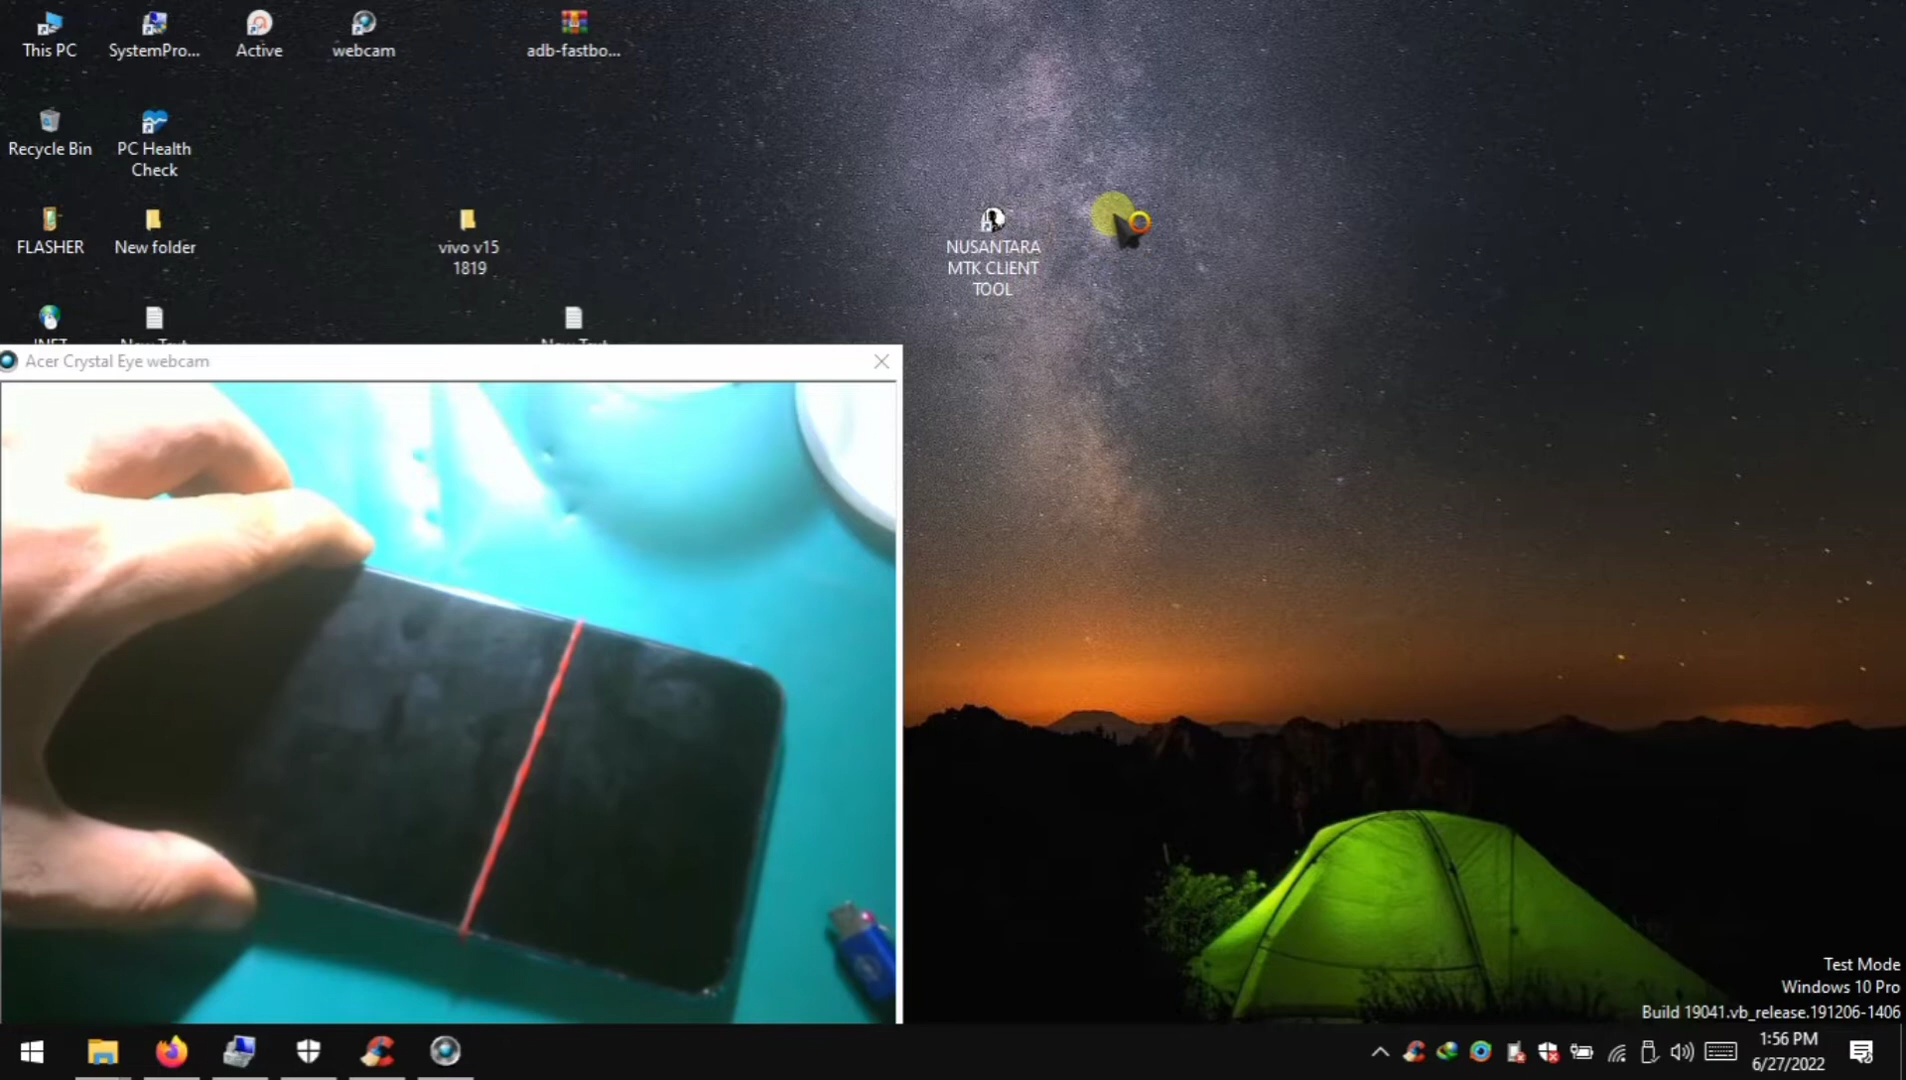 This PC
SystemPro...
Active
webcam
adb-fastbo...
Recycle Bin
PC Health
Check
FLASHER
New folder
vivo v15
1819
NUSANTARA
MTK CLIENT
TOOL
Acer Crystal Eye webcam
Test Mode
Windows 10 Pro
Build 19041.vb_release.191206-1406
1:56 PM
6/27/2022